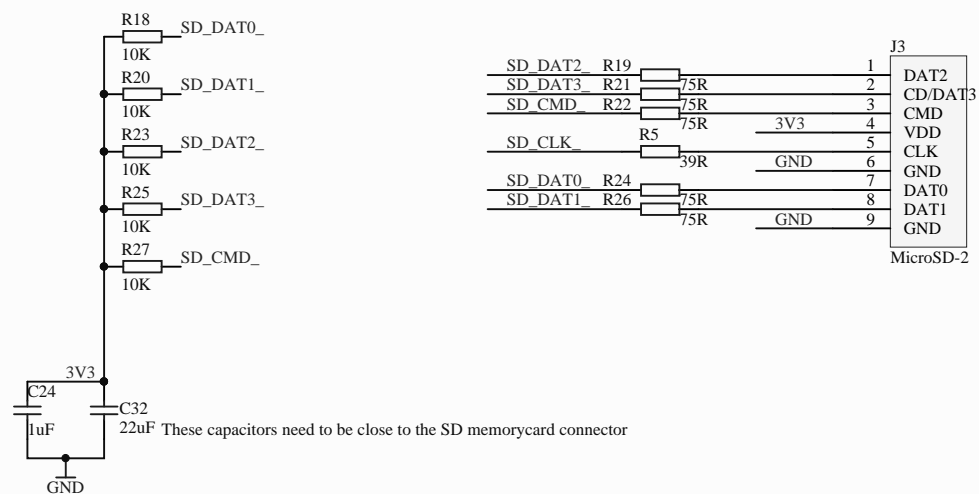 R18 SD_DAT0_
10K
R20 SD_DAT1_
10K
R23 SD_DAT2_
10K
R25 SD_DAT3_
10K
R27 SD_CMD_
10K
3V3
C24
1uF
C32
22uF These capacitors need to be close to the SD memorycard connector
GND
J3
SD_DAT2_ R19 75R 1 DAT2
SD_DAT3_ R21 75R 2 CD/DAT3
SD_CMD_ R22 75R 3 CMD
3V3 4 VDD
SD_CLK_ R5 39R 5 CLK
GND 6 GND
SD_DAT0_ R24 75R 7 DAT0
SD_DAT1_ R26 75R 8 DAT1
GND 9 GND
MicroSD-2